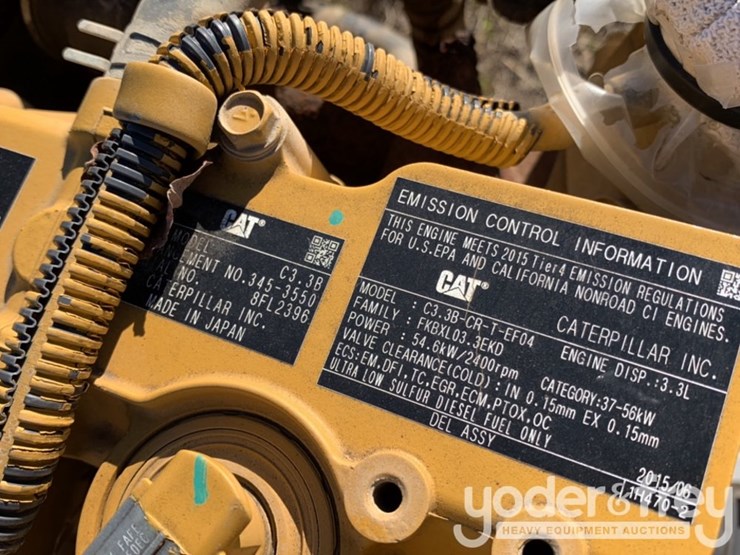 CAT®
MODEL C3.3B
NO. 345-3550
NO. 8FL2396
CATERPILLAR INC.
MADE IN JAPAN
EMISSION CONTROL INFORMATION
THIS ENGINE MEETS 2015 Tier4 EMISSION REGULATIONS
FOR U.S.EPA AND CALIFORNIA NONROAD CI ENGINES.
CAT® CATERPILLAR INC.
MODEL : C3.3B-CR-T-EF04 ENGINE DISP.:3.3L
FAMILY : FKBXL03.3EKD
POWER : 54.6kW/2400rpm CATEGORY:37-56kW
VALVE CLEARANCE(COLD) : IN 0.15mm EX 0.15mm
ECS:EM,DFI,TC,EGR,ECM,PTOX,OC
ULTRA LOW SULFUR DIESEL FUEL ONLY
DEL ASSY
2015/06
1H470-2
yoder & frey
HEAVY EQUIPMENT AUCTIONS